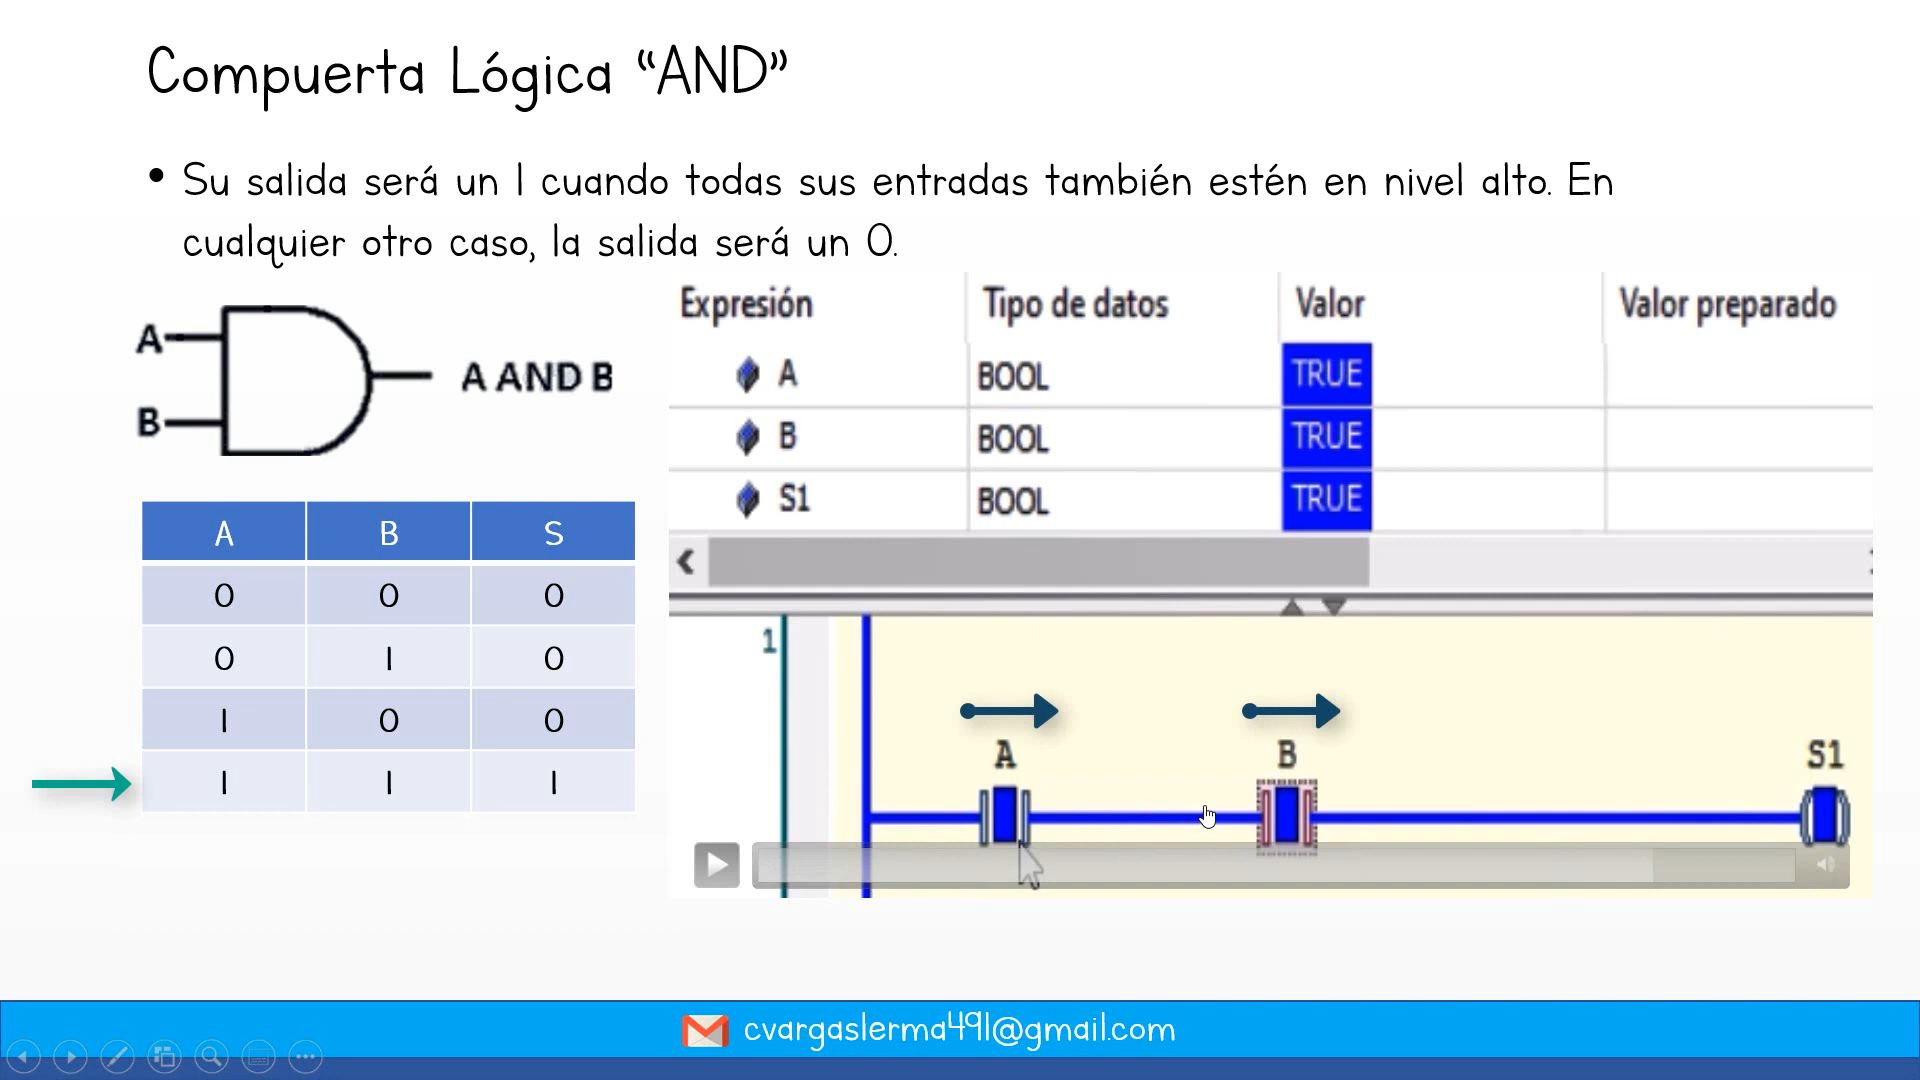 Compuerta Lógica “AND”
• Su salida será un 1 cuando todas sus entradas también estén en nivel alto. En
cualquier otro caso, la salida será un 0.
A
B
A AND B
A B S
0 0 0
0 1 0
1 0 0
1 1 1
Expresión Tipo de datos Valor Valor preparado
A BOOL TRUE
B BOOL TRUE
S1 BOOL TRUE
1
A B S1
cvargaslerma491@gmail.com